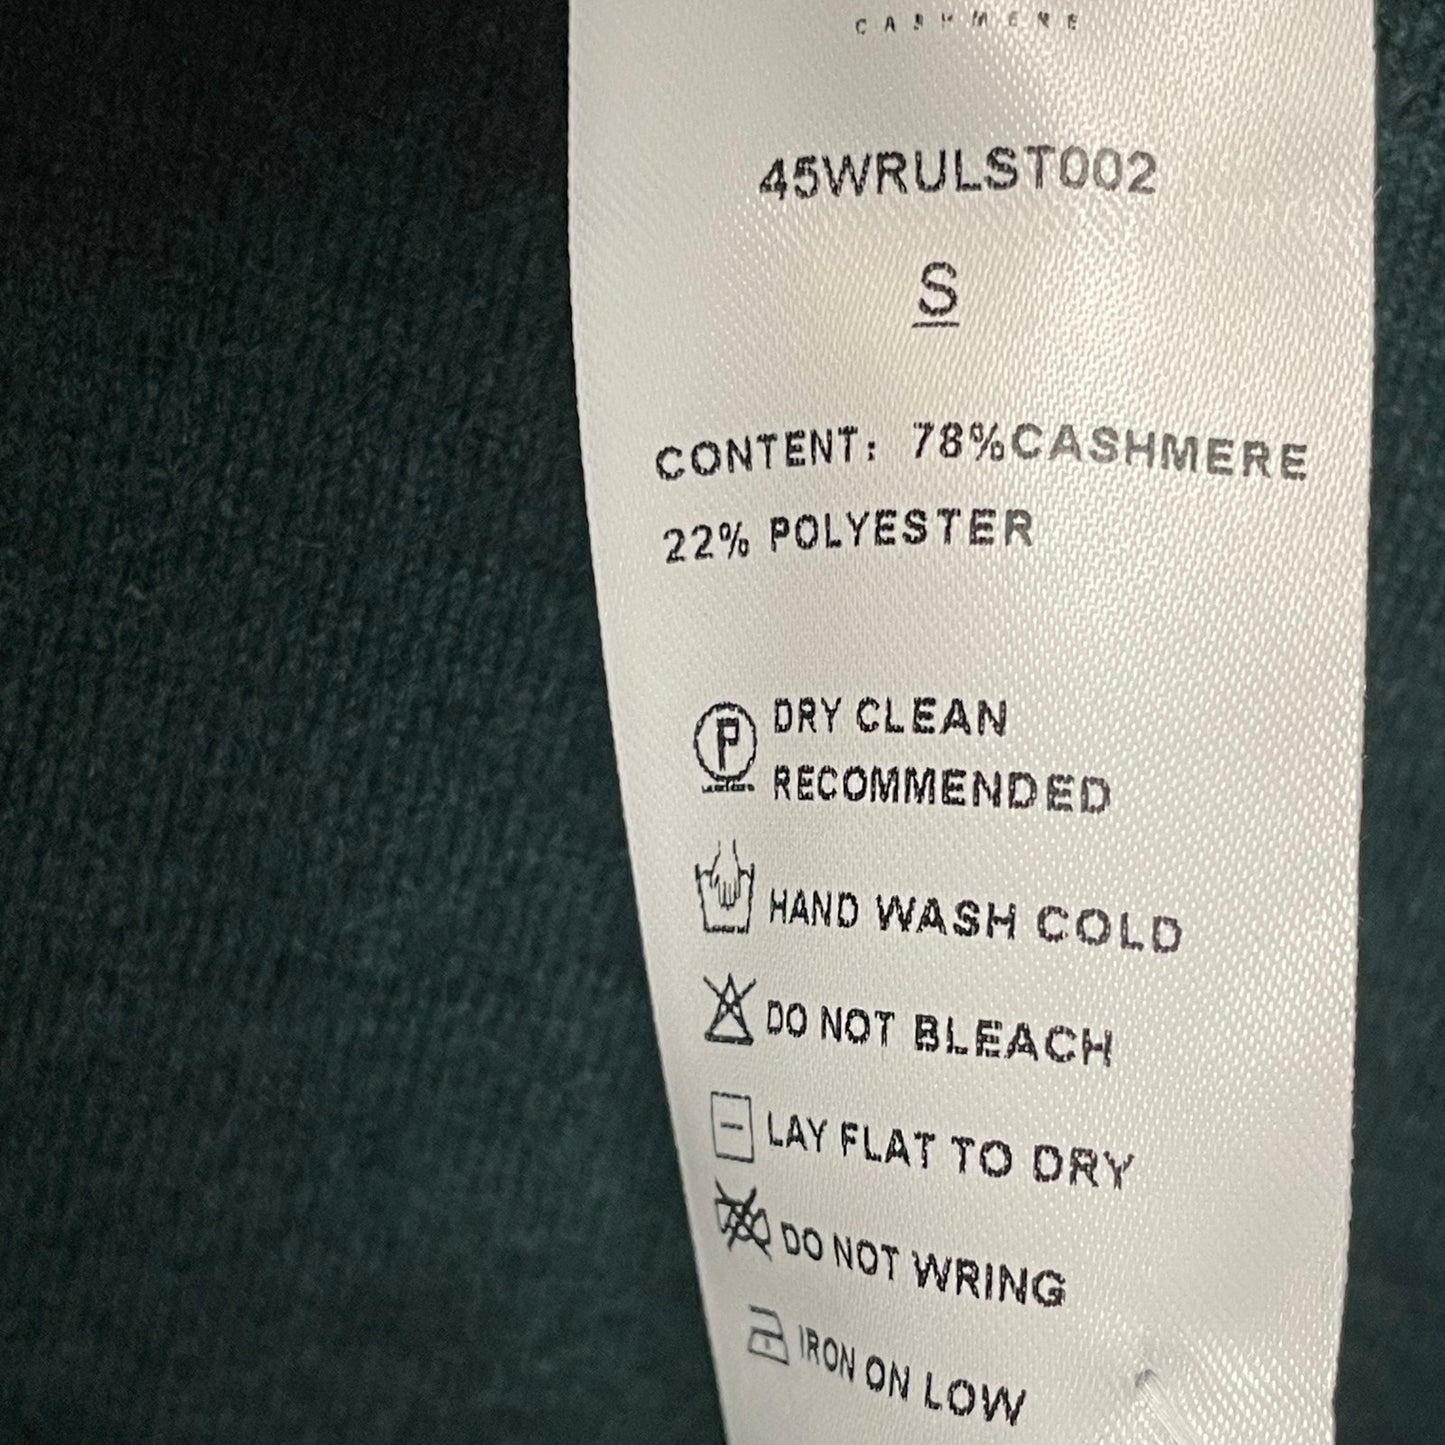 CASHMERE
45WRULST002
S
CONTENT: 78%CASHMERE
22% POLYESTER
P
DRY CLEAN
RECOMMENDED
HAND WASH COLD
DO NOT BLEACH
LAY FLAT TO DRY
DO NOT WRING
IRON ON LOW